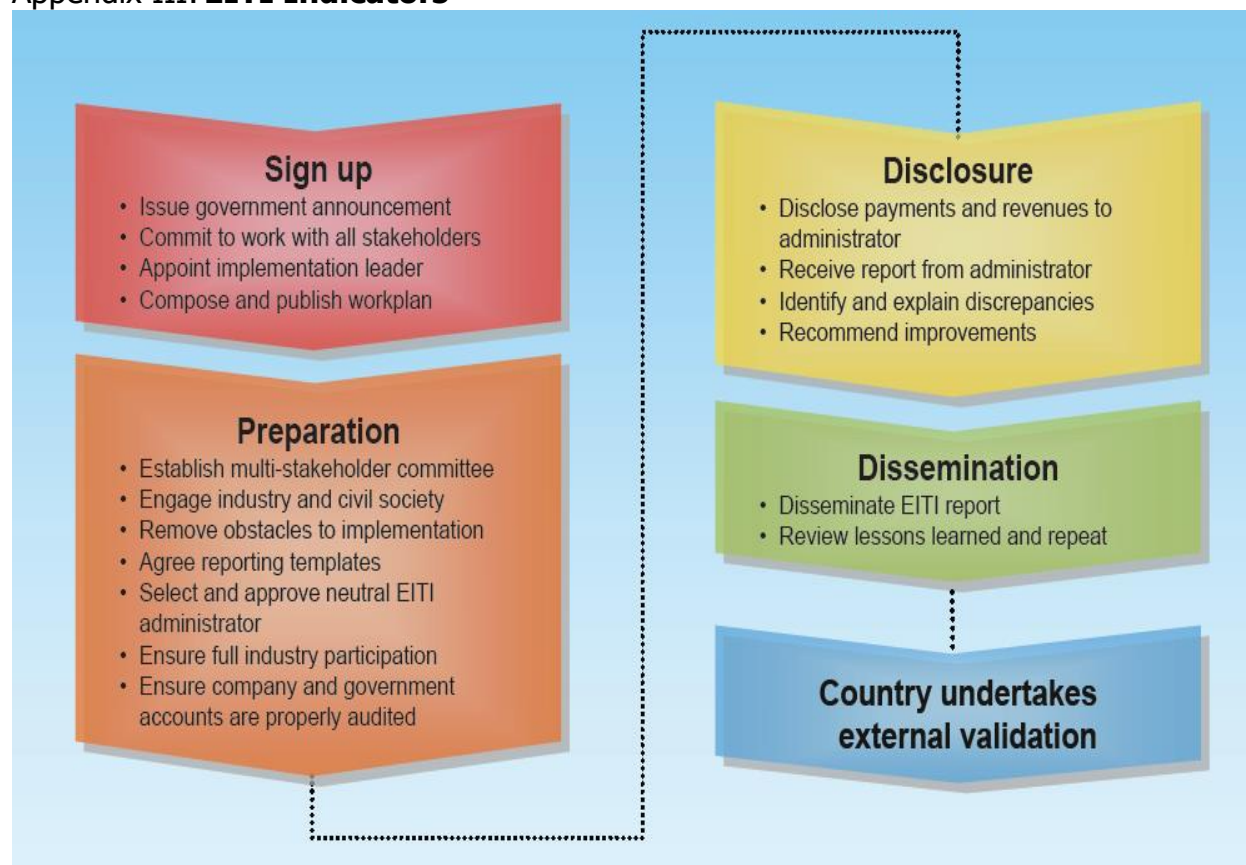 Appendix III: EITI Indicators
Sign up
• Issue government announcement
• Commit to work with all stakeholders
• Appoint implementation leader
• Compose and publish workplan
Preparation
• Establish multi-stakeholder committee
• Engage industry and civil society
• Remove obstacles to implementation
• Agree reporting templates
• Select and approve neutral EITI
administrator
• Ensure full industry participation
• Ensure company and government
accounts are properly audited
Disclosure
• Disclose payments and revenues to
administrator
• Receive report from administrator
• Identify and explain discrepancies
• Recommend improvements
Dissemination
• Disseminate EITI report
• Review lessons learned and repeat
Country undertakes
external validation